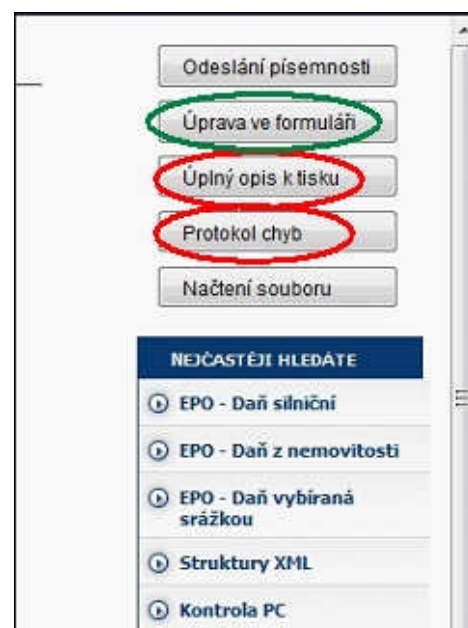 Odeslání písemnosti
Úprava ve formuláři
Úplný opis k tisku
Protokol chyb
Načtení souboru
NEJČASTĚJI HLEDÁTE
EPO - Daň silniční
EPO - Daň z nemovitosti
EPO - Daň vybíraná
srážkou
Struktury XML
Kontrola PC